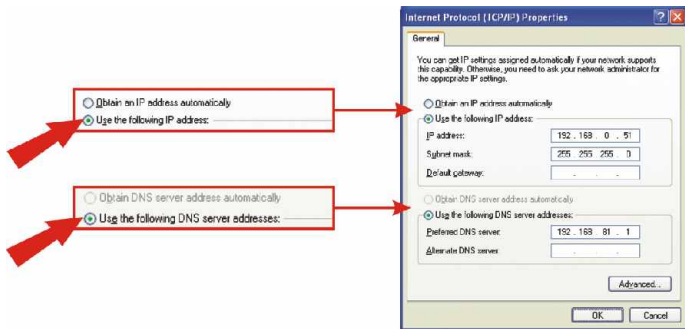 Obtain an IP address automatically
Use the following IP address:
Obtain DNS server address automatically
Use the following DNS server addresses:
Internet Protocol (TCP/IP) Properties
General
You can get IP settings assigned automatically if your network supports
this capability. Otherwise, you need to ask your network administrator for
the appropriate IP settings.
Obtain an IP address automatically
Use the following IP address:
IP address: 192 . 168 . 0 . 51
Subnet mask: 255 . 255 . 255 . 0
Default gateway: . . .
Obtain DNS server address automatically
Use the following DNS server addresses:
Preferred DNS server: 192 . 168 . 81 . 1
Alternate DNS server: . . .
Advanced...
OK Cancel